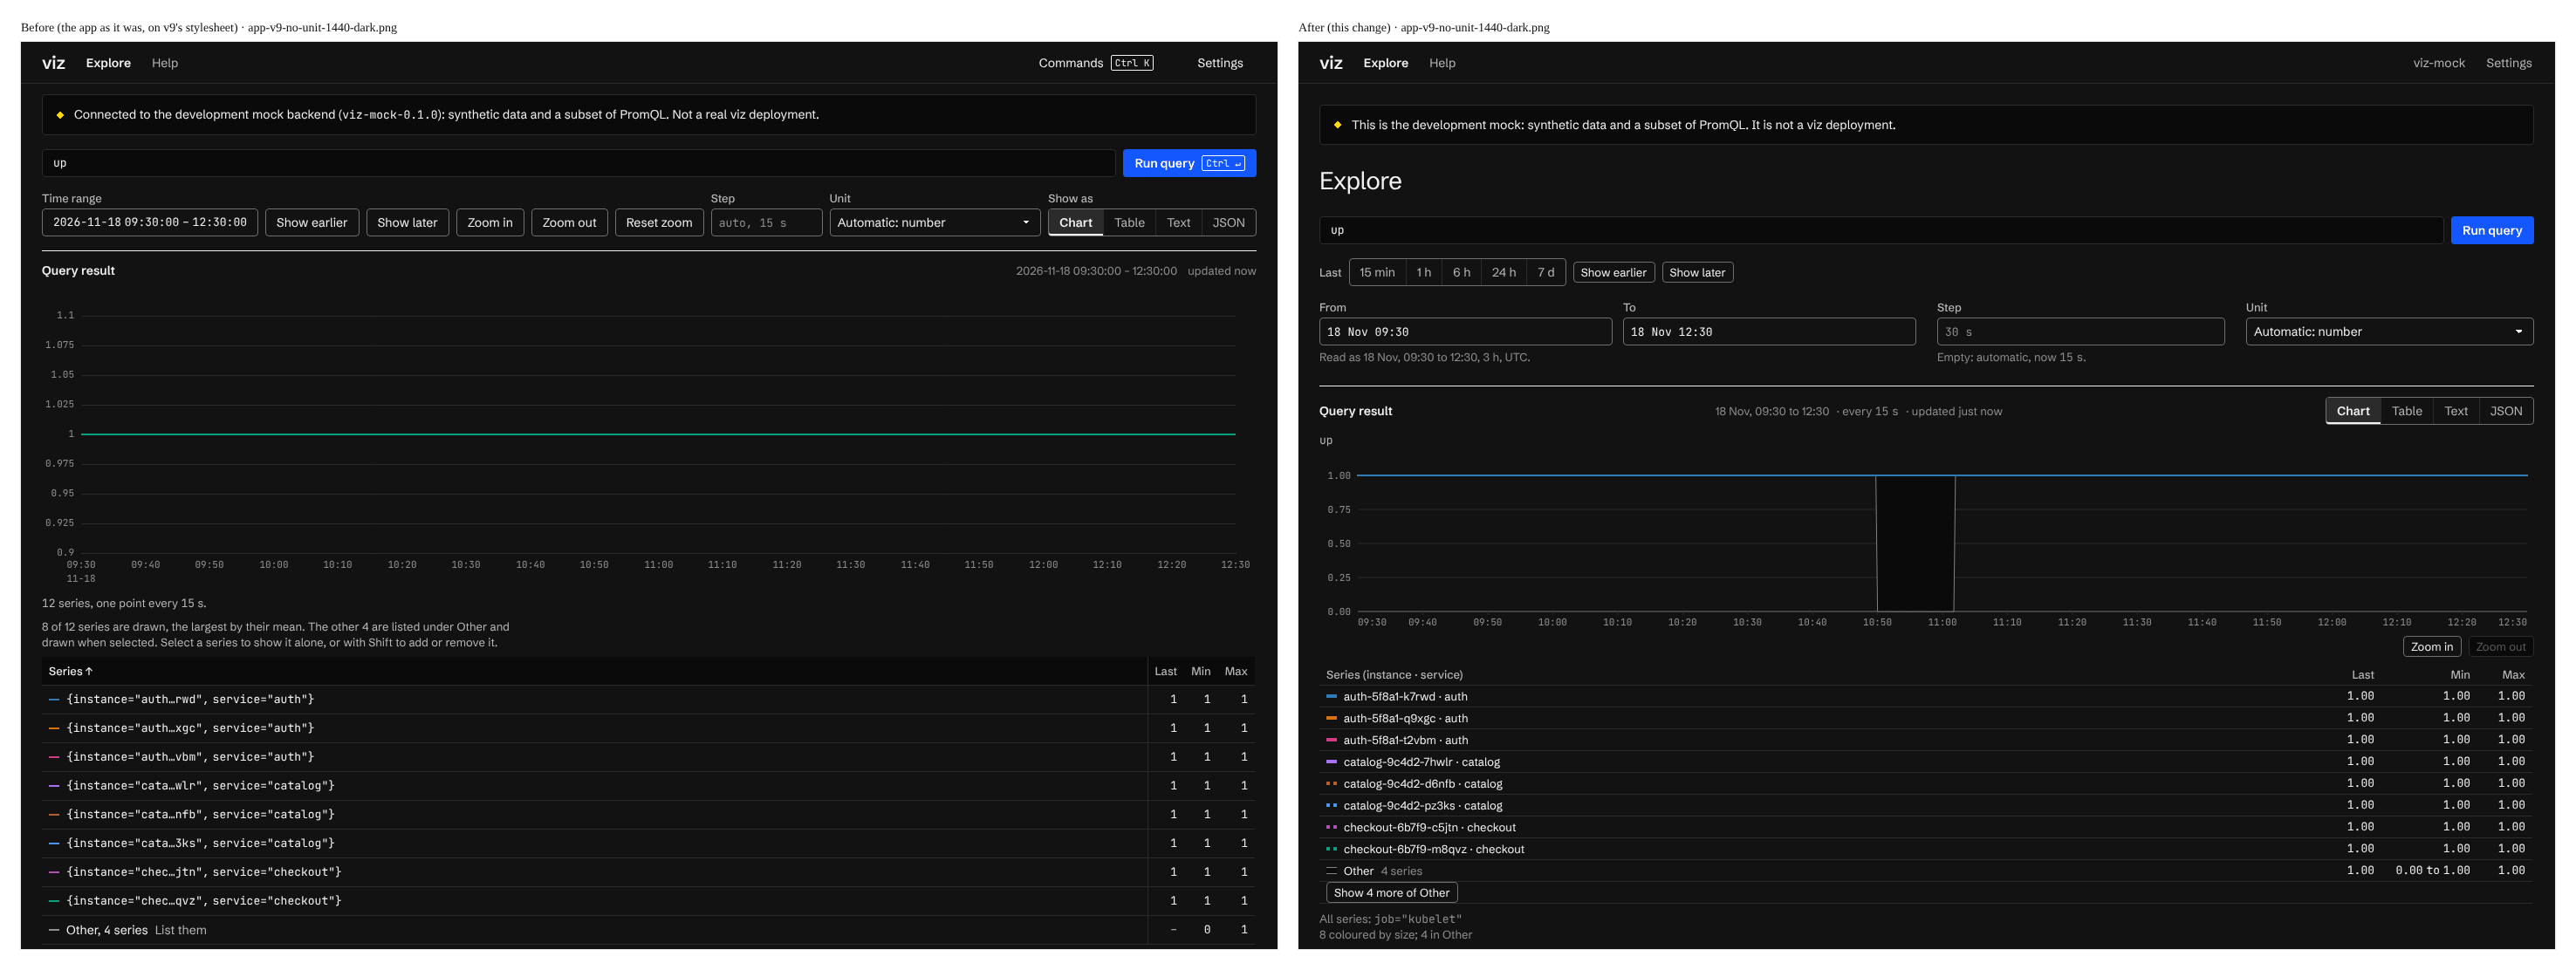 Before (the app as it was, on v9's stylesheet) · app-v9-no-unit-1440-dark.png
viz Explore Help Commands Ctrl K Settings
◆ Connected to the development mock backend (viz-mock-0.1.0): synthetic data and a subset of PromQL. Not a real viz deployment.
up Run query Ctrl ↵
Time range Step Unit Show as
2026-11-18 09:30:00 – 12:30:00 Show earlier Show later Zoom in Zoom out Reset zoom auto, 15 s Automatic: number Chart Table Text JSON
Query result 2026-11-18 09:30:00 – 12:30:00 updated now
1.1
1.075
1.05
1.025
1
0.975
0.95
0.925
0.9
09:30 09:40 09:50 10:00 10:10 10:20 10:30 10:40 10:50 11:00 11:10 11:20 11:30 11:40 11:50 12:00 12:10 12:20 12:30
11-18
12 series, one point every 15 s.
8 of 12 series are drawn, the largest by their mean. The other 4 are listed under Other and
drawn when selected. Select a series to show it alone, or with Shift to add or remove it.
Series ↑ Last Min Max
{instance="auth…rwd", service="auth"} 1 1 1
{instance="auth…xgc", service="auth"} 1 1 1
{instance="auth…vbm", service="auth"} 1 1 1
{instance="cata…wlr", service="catalog"} 1 1 1
{instance="cata…nfb", service="catalog"} 1 1 1
{instance="cata…3ks", service="catalog"} 1 1 1
{instance="chec…jtn", service="checkout"} 1 1 1
{instance="chec…qvz", service="checkout"} 1 1 1
Other, 4 series List them – 0 1
After (this change) · app-v9-no-unit-1440-dark.png
viz Explore Help viz-mock Settings
◆ This is the development mock: synthetic data and a subset of PromQL. It is not a viz deployment.
Explore
up Run query
Last 15 min 1 h 6 h 24 h 7 d Show earlier Show later
From To Step Unit
18 Nov 09:30 18 Nov 12:30 30 s Automatic: number
Read as 18 Nov, 09:30 to 12:30, 3 h, UTC. Empty: automatic, now 15 s.
Query result 18 Nov, 09:30 to 12:30 · every 15 s · updated just now Chart Table Text JSON
up
1.00
0.75
0.50
0.25
0.00
09:30 09:40 09:50 10:00 10:10 10:20 10:30 10:40 10:50 11:00 11:10 11:20 11:30 11:40 11:50 12:00 12:10 12:20 12:30
Zoom in Zoom out
Series (instance · service) Last Min Max
auth-5f8a1-k7rwd · auth 1.00 1.00 1.00
auth-5f8a1-q9xgc · auth 1.00 1.00 1.00
auth-5f8a1-t2vbm · auth 1.00 1.00 1.00
catalog-9c4d2-7hwlr · catalog 1.00 1.00 1.00
catalog-9c4d2-d6nfb · catalog 1.00 1.00 1.00
catalog-9c4d2-pz3ks · catalog 1.00 1.00 1.00
checkout-6b7f9-c5jtn · checkout 1.00 1.00 1.00
checkout-6b7f9-m8qvz · checkout 1.00 1.00 1.00
Other 4 series 1.00 0.00 to 1.00 1.00
Show 4 more of Other
All series: job="kubelet"
8 coloured by size; 4 in Other